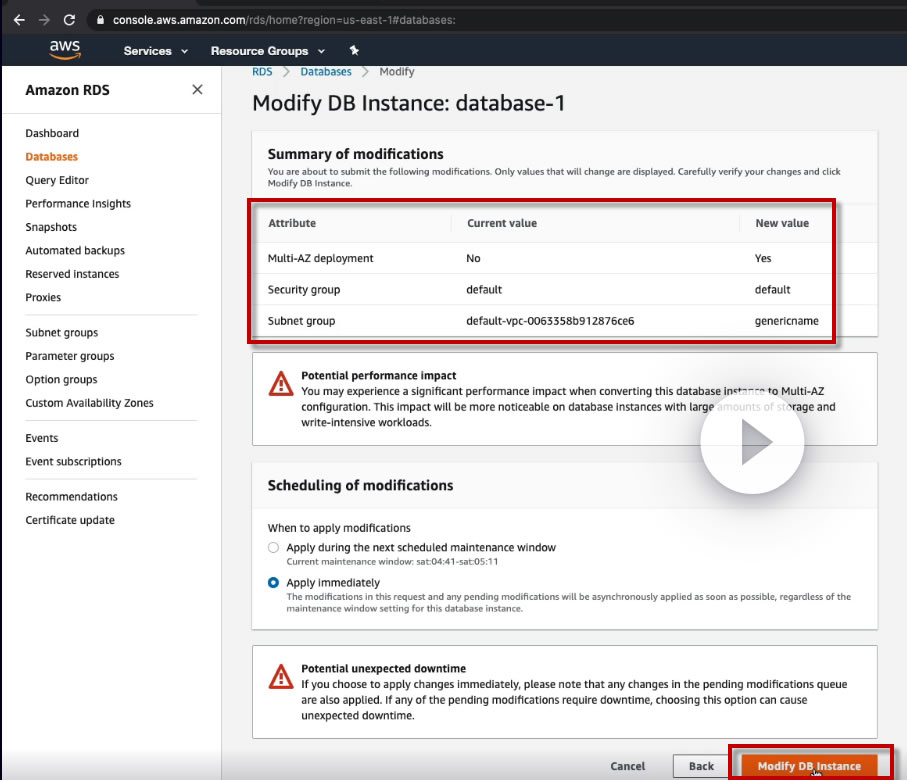 console.aws.amazon.com/rds/home?region=us-east-1#databases:
aws
Services
Resource Groups
Amazon RDS
Dashboard
Databases
Query Editor
Performance Insights
Snapshots
Automated backups
Reserved instances
Proxies
Subnet groups
Parameter groups
Option groups
Custom Availability Zones
Events
Event subscriptions
Recommendations
Certificate update
RDS > Databases > Modify
Modify DB Instance: database-1
Summary of modifications
You are about to submit the following modifications. Only values that will change are displayed. Carefully verify your changes and click
Modify DB Instance.
Attribute Current value New value
Multi-AZ deployment No Yes
Security group default default
Subnet group default-vpc-0063358b912876ce6 genericname
Potential performance impact
You may experience a significant performance impact when converting this database instance to Multi-AZ
configuration. This impact will be more noticeable on database instances with large amounts of storage and
write-intensive workloads.
Scheduling of modifications
When to apply modifications
Apply during the next scheduled maintenance window
Current maintenance window: sat:04:41-sat:05:11
Apply immediately
The modifications in this request and any pending modifications will be asynchronously applied as soon as possible, regardless of the
maintenance window setting for this database instance.
Potential unexpected downtime
If you choose to apply changes immediately, please note that any changes in the pending modifications queue
are also applied. If any of the pending modifications require downtime, choosing this option can cause
unexpected downtime.
Cancel Back Modify DB Instance